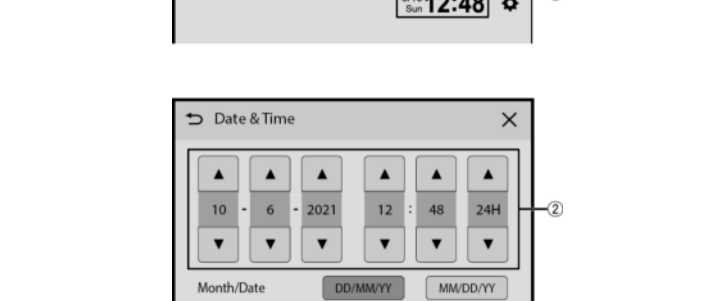 Sun 12:48
Date & Time
▲ ▲ ▲ ▲ ▲ ▲
10 - 6 - 2021 12 : 48 24H ②
▼ ▼ ▼ ▼ ▼ ▼
Month/Date DD/MM/YY MM/DD/YY